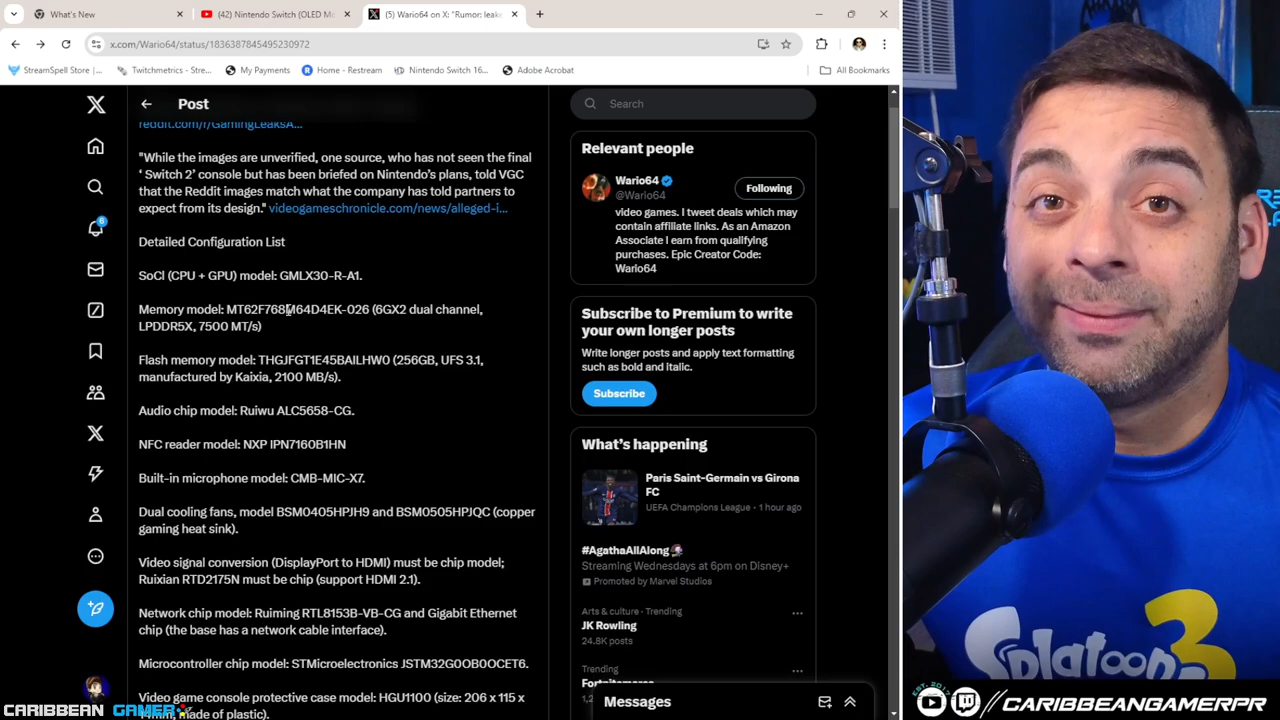 What's New
(42) Nintendo Switch (OLED Mo
(5) Wario64 on X: "Rumor: leake
x.com/Wario64/status/1836387845495230972
StreamSpell Store |...
Twitchmetrics - Stre...
Gr8r Payments
Home - Restream
Nintendo Switch 16...
Adobe Acrobat
All Bookmarks
Post
Search
reddit.com/r/GamingLeaksA...
"While the images are unverified, one source, who has not seen the final
' Switch 2' console but has been briefed on Nintendo's plans, told VGC
that the Reddit images match what the company has told partners to
expect from its design." videogameschronicle.com/news/alleged-i...
Detailed Configuration List
SoCI (CPU + GPU) model: GMLX30-R-A1.
Memory model: MT62F768M64D4EK-026 (6GX2 dual channel,
LPDDR5X, 7500 MT/s)
Flash memory model: THGJFGT1E45BAILHW0 (256GB, UFS 3.1,
manufactured by Kaixia, 2100 MB/s).
Audio chip model: Ruiwu ALC5658-CG.
NFC reader model: NXP IPN7160B1HN
Built-in microphone model: CMB-MIC-X7.
Dual cooling fans, model BSM0405HPJH9 and BSM0505HPJQC (copper
gaming heat sink).
Video signal conversion (DisplayPort to HDMI) must be chip model;
Ruixian RTD2175N must be chip (support HDMI 2.1).
Network chip model: Ruiming RTL8153B-VB-CG and Gigabit Ethernet
chip (the base has a network cable interface).
Microcontroller chip model: STMicroelectronics JSTM32G0OB0OCET6.
Video game console protective case model: HGU1100 (size: 206 x 115 x
made of plastic).
Relevant people
Wario64
@Wario64
Following
video games. I tweet deals which may
contain affiliate links. As an Amazon
Associate I earn from qualifying
purchases. Epic Creator Code:
Wario64
Subscribe to Premium to write
your own longer posts
Write longer posts and apply text formatting
such as bold and italic.
Subscribe
What's happening
Paris Saint-Germain vs Girona
FC
UEFA Champions League · 1 hour ago
#AgathaAllAlong
Streaming Wednesdays at 6pm on Disney+
Promoted by Marvel Studios
Arts & culture · Trending
JK Rowling
24.8K posts
Trending
Messages
6
CARIBBEAN GAMER
Splatoon 3
EST. 2017
/CARIBBEANGAMERPR